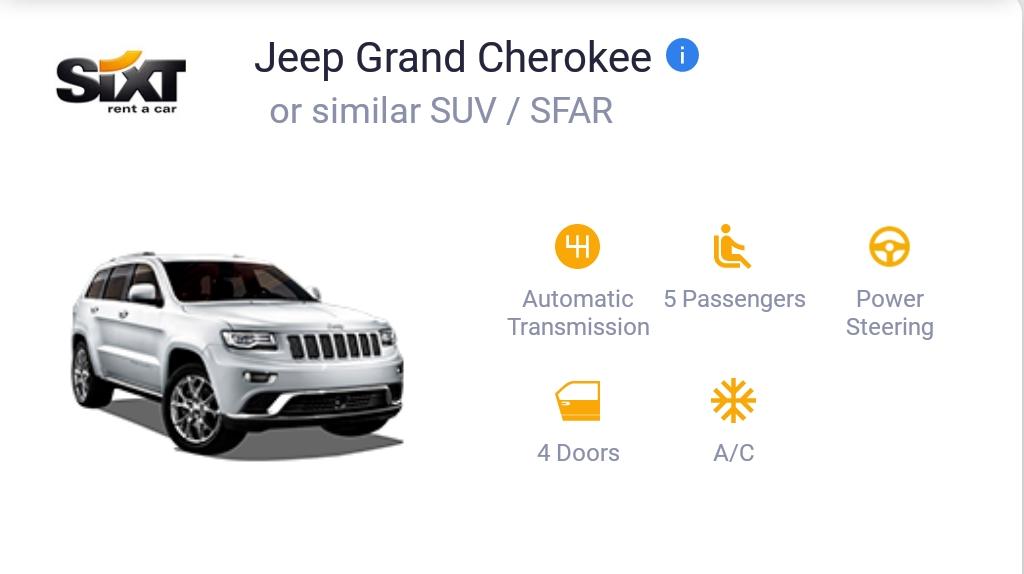 SIXT
rent a car
Jeep Grand Cherokee i
or similar SUV / SFAR
Automatic
Transmission
5 Passengers
Power
Steering
4 Doors
A/C